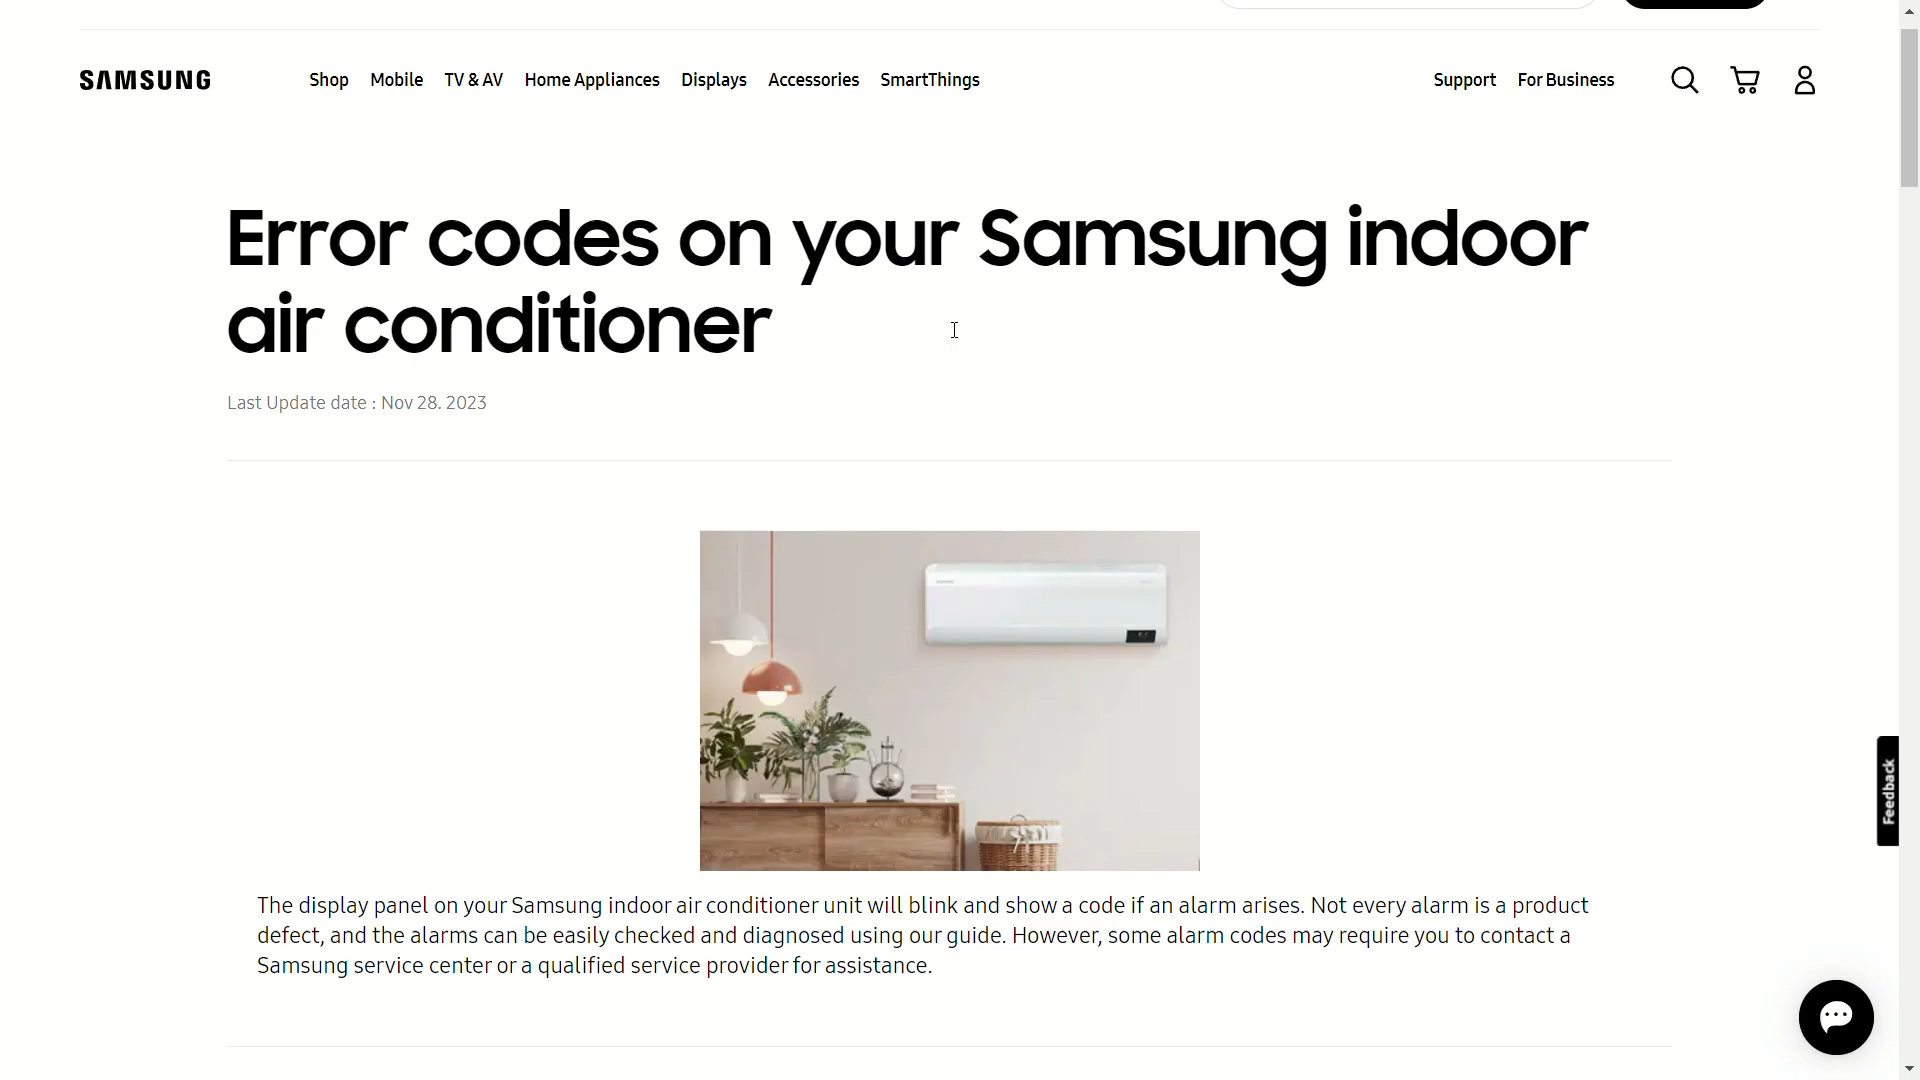 SAMSUNG
Shop Mobile TV & AV Home Appliances Displays Accessories SmartThings Support For Business
Error codes on your Samsung indoor
air conditioner
Last Update date : Nov 28. 2023
Feedback
The display panel on your Samsung indoor air conditioner unit will blink and show a code if an alarm arises. Not every alarm is a product
defect, and the alarms can be easily checked and diagnosed using our guide. However, some alarm codes may require you to contact a
Samsung service center or a qualified service provider for assistance.